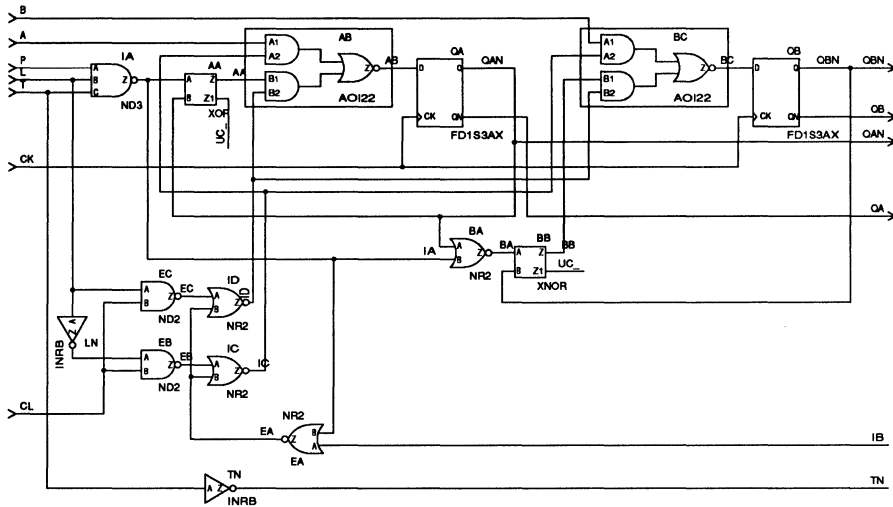 B
A
P
L
T
CK
CL
IA
A
B
C
Z
ND3
AA
A
Z
B
Z1
XOR
UC_
AA
AB
A1
A2
B1
B2
AOI22
AB
QA
D
Q
CK
QN
FD1S3AX
QAN
BC
A1
A2
B1
B2
AOI22
BC
QB
D
Q
CK
QN
FD1S3AX
QBN
QBN
QB
QAN
QA
IA
BA
A
B
Z
NR2
BA
BB
A
Z
B
Z1
XNOR
BB
UC_
EC
A
B
Z
ND2
EC
ID
A
B
Z
NR2
ID
A
Z
INRB
LN
EB
A
B
Z
ND2
EB
IC
A
B
Z
NR2
IC
NR2
EA
Z
B
A
EA
IB
TN
A Z
INRB
TN